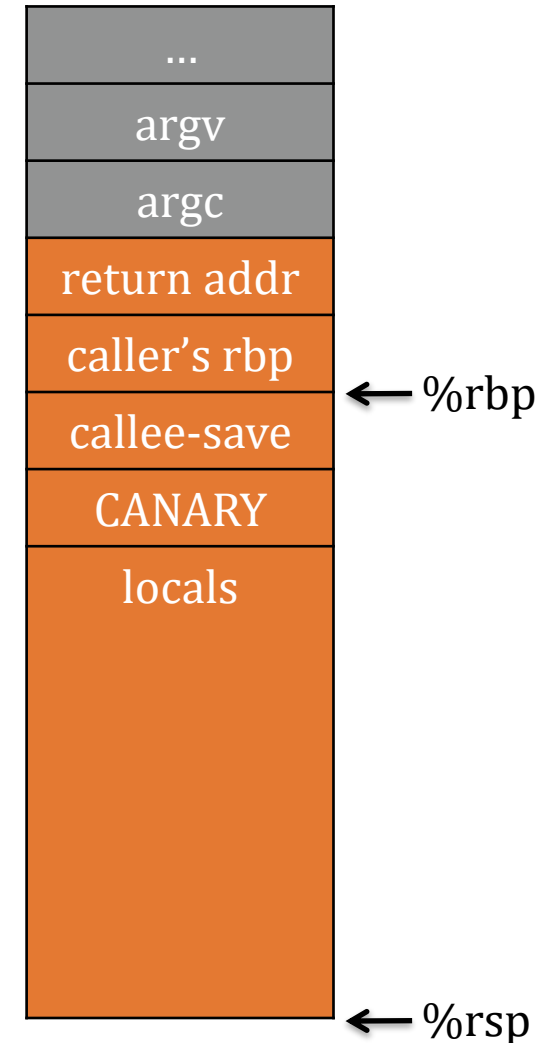 ...
argv
argc
return addr
caller’s rbp
%rbp
callee-save
CANARY
locals
%rsp